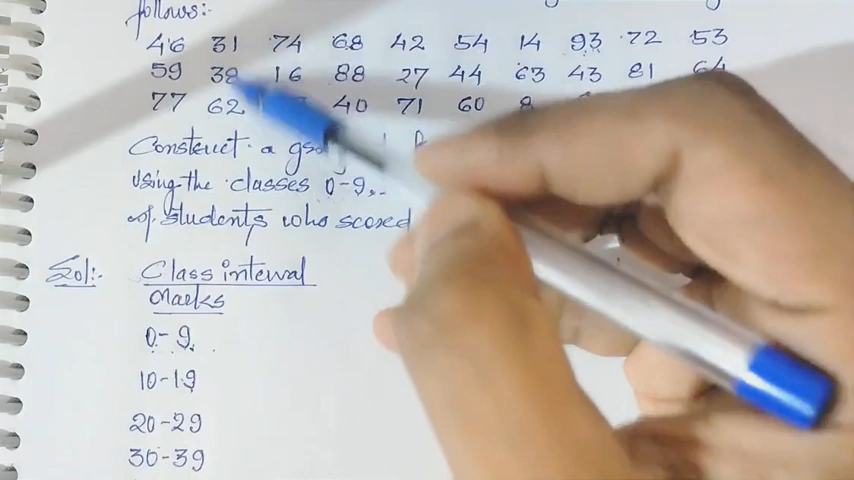 follows:-
46 31 74 68 42 54 14 93 72 53
59 38 16 88 27 44 63 43 81 64
77 62 40 71 60 8
Construct a
using the classes 0-9,..
of students who scored
Sol:- Class interval
Marks
0-9
10-19
20-29
30-39